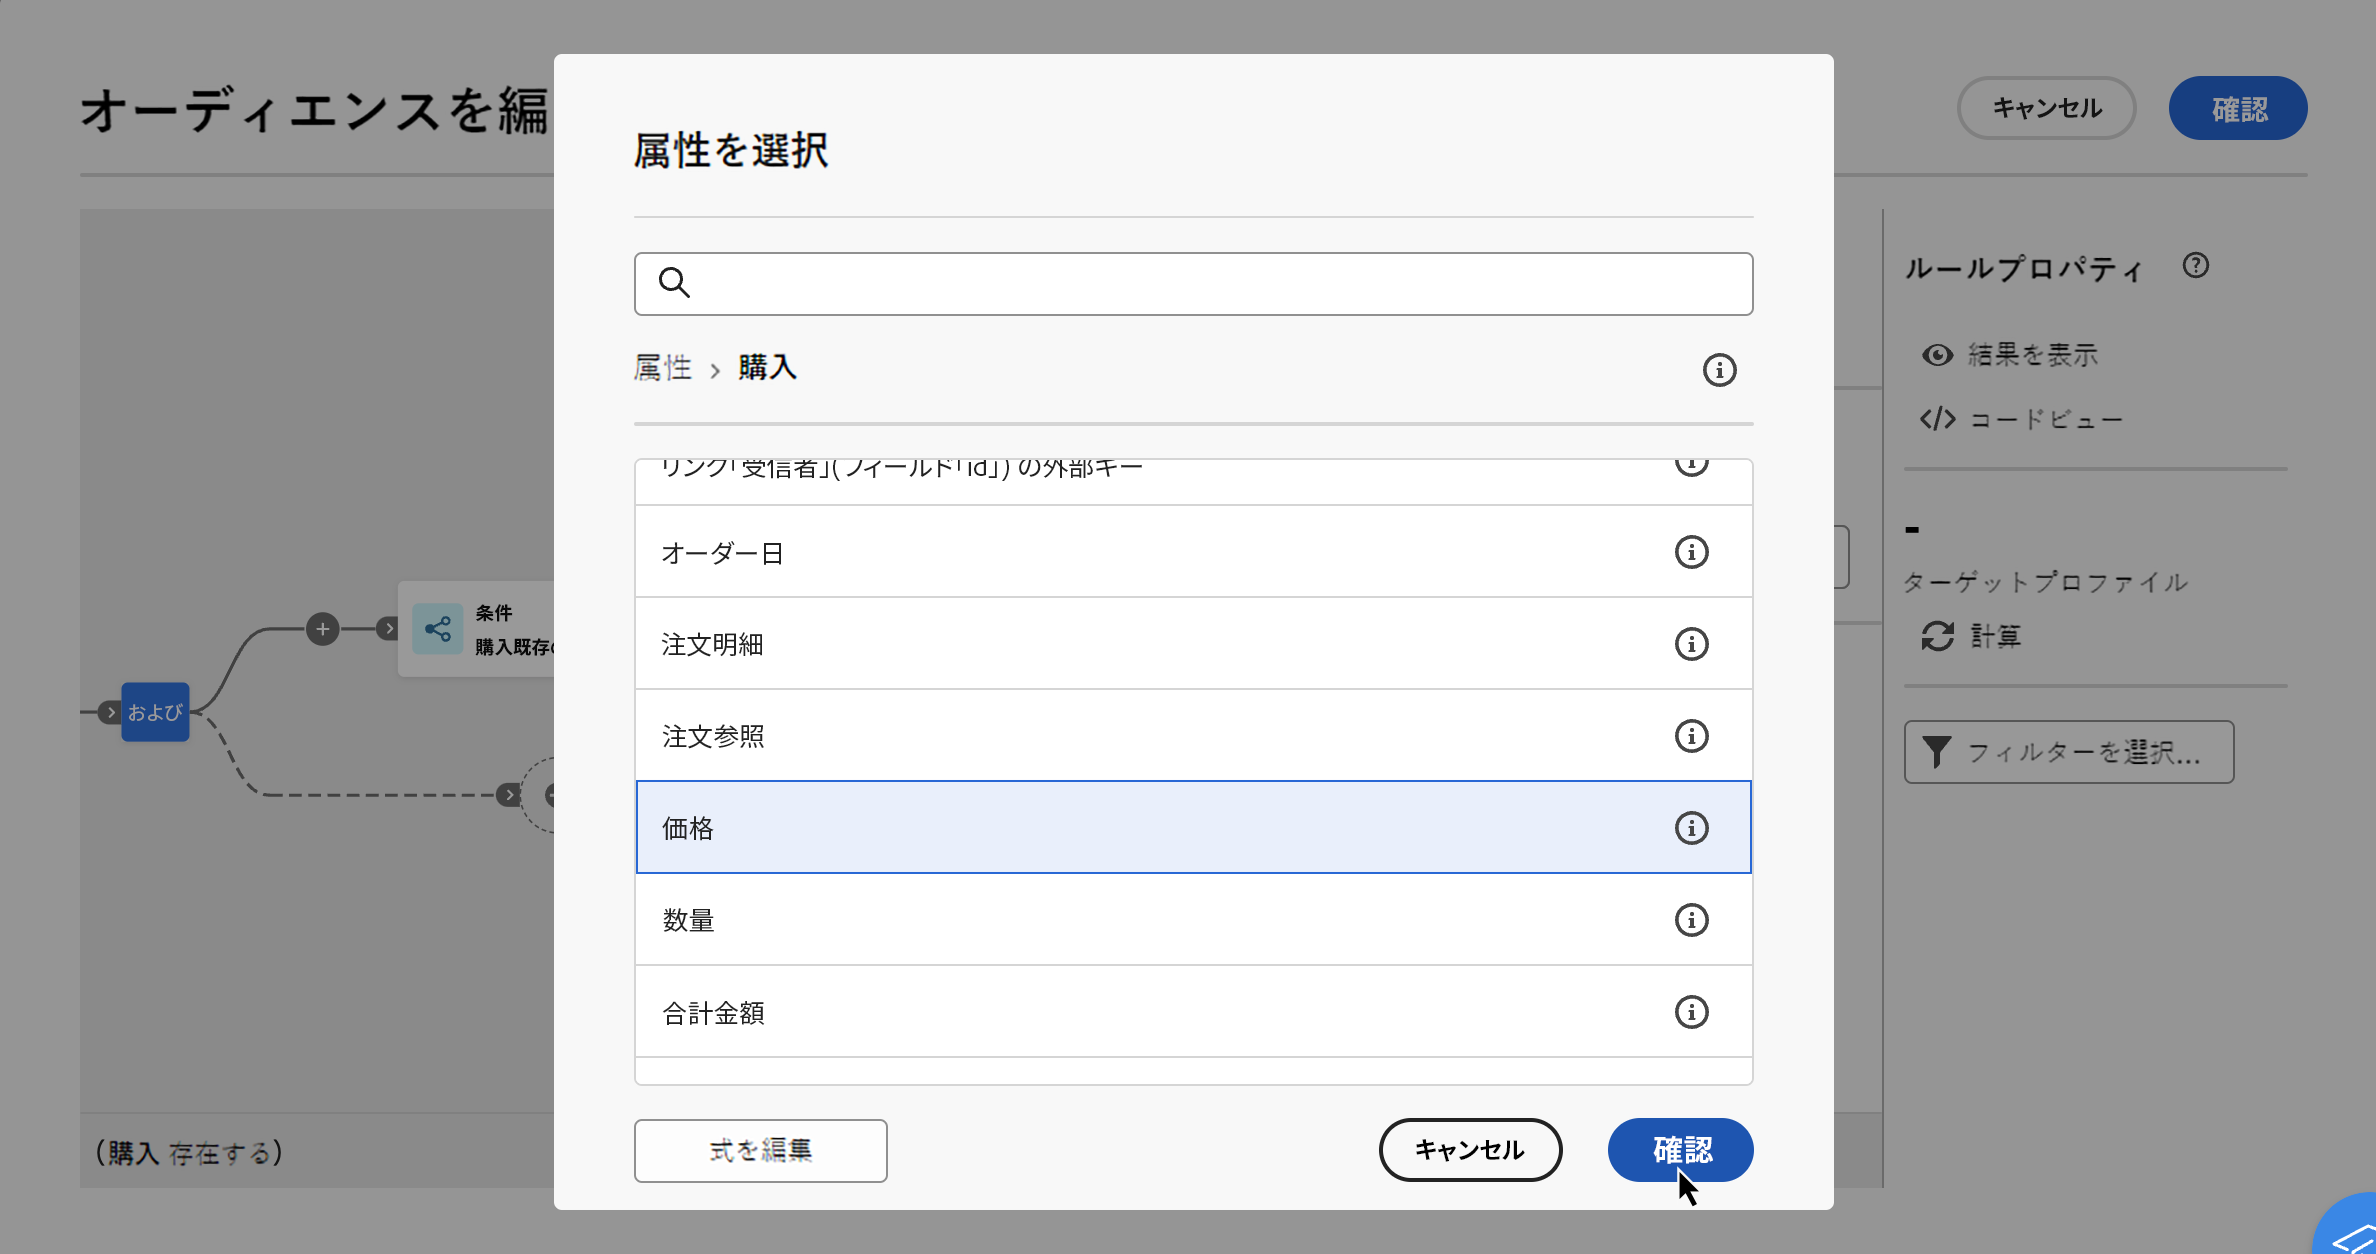 オーディエンスを編
キャンセル
確認
属性を選択
属性 › 購入
リンク「受信者」(フィールド「id」) の外部キー
オーダー日
注文明細
注文参照
価格
数量
合計金額
式を編集
キャンセル
確認
条件
購入既存
および
(購入 存在する)
ルールプロパティ
結果を表示
</> コードビュー
-
ターゲットプロファイル
計算
フィルターを選択...